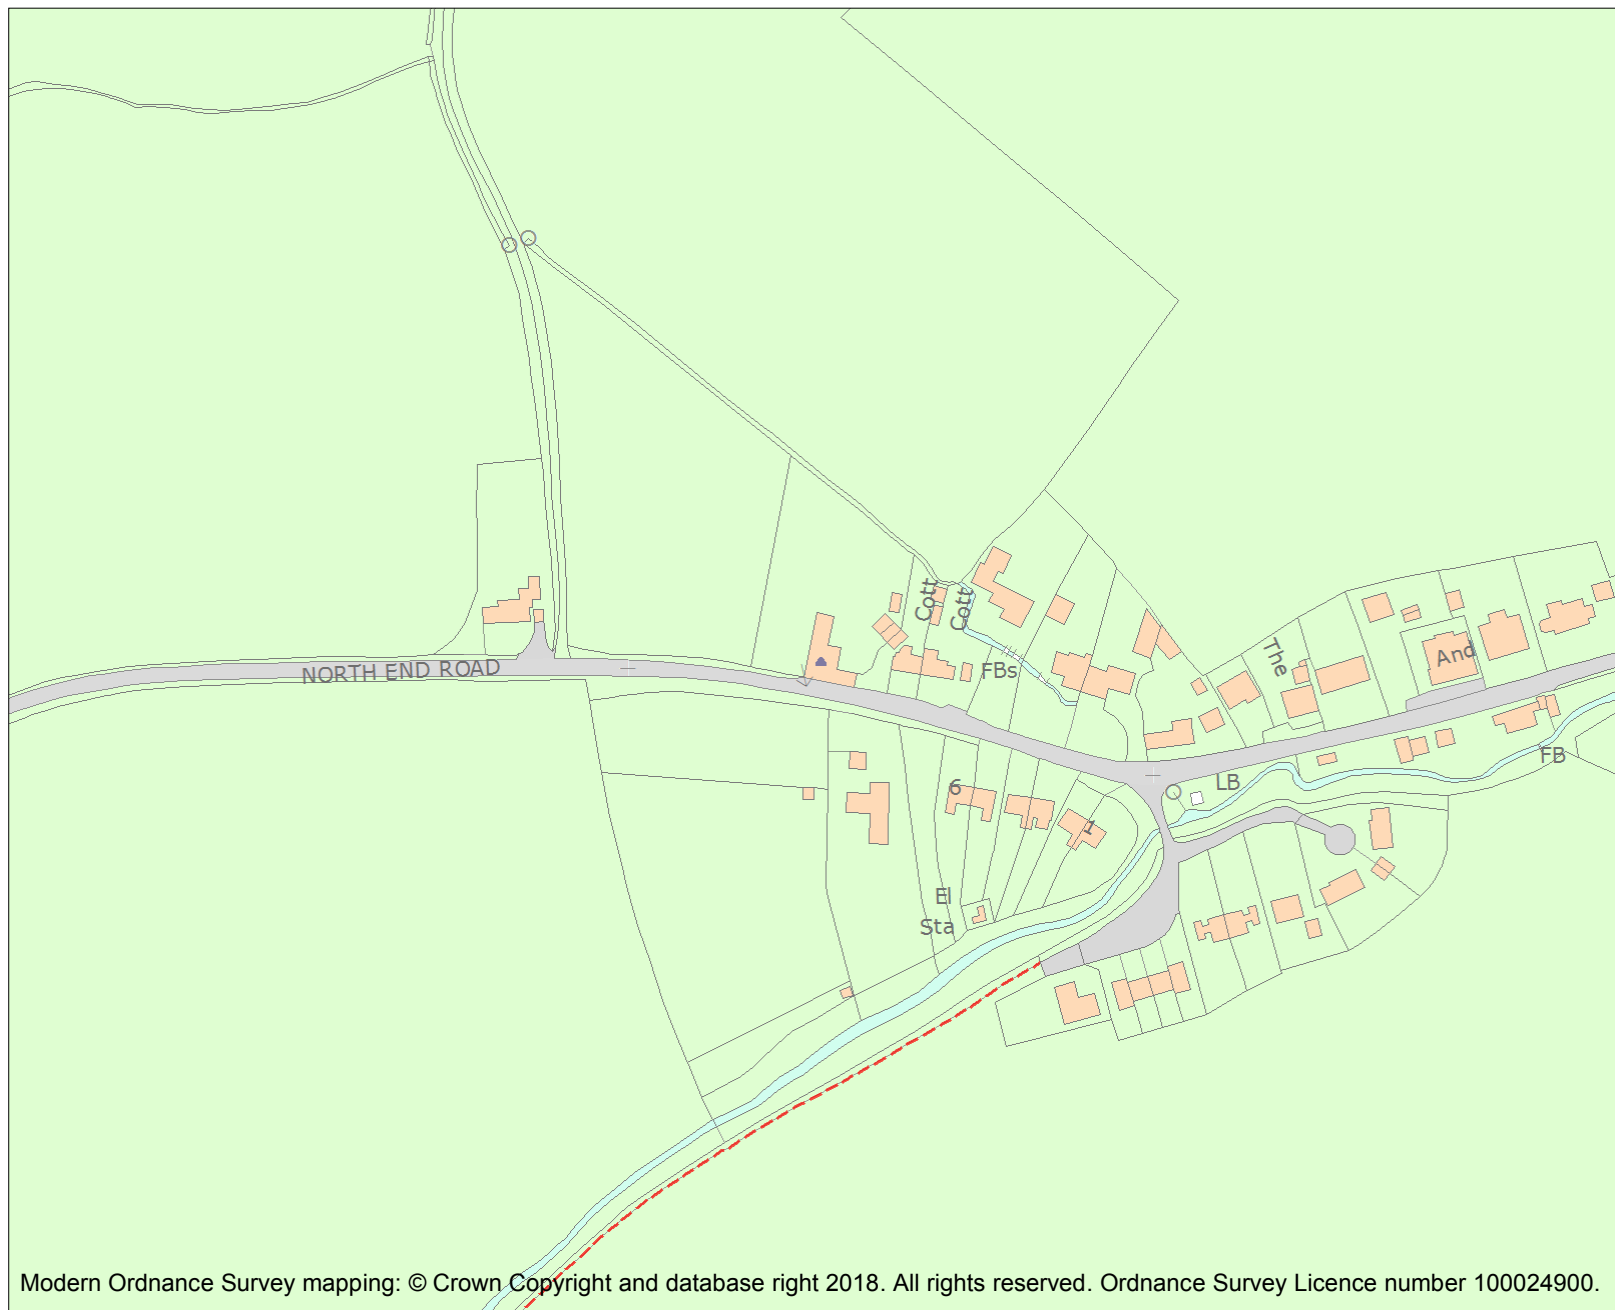 Cott
Cott
The
And
NORTH END ROAD
FBs
FB
LB
6
1
El
Sta
Modern Ordnance Survey mapping: © Crown Copyright and database right 2018. All rights reserved. Ordnance Survey Licence number 100024900.